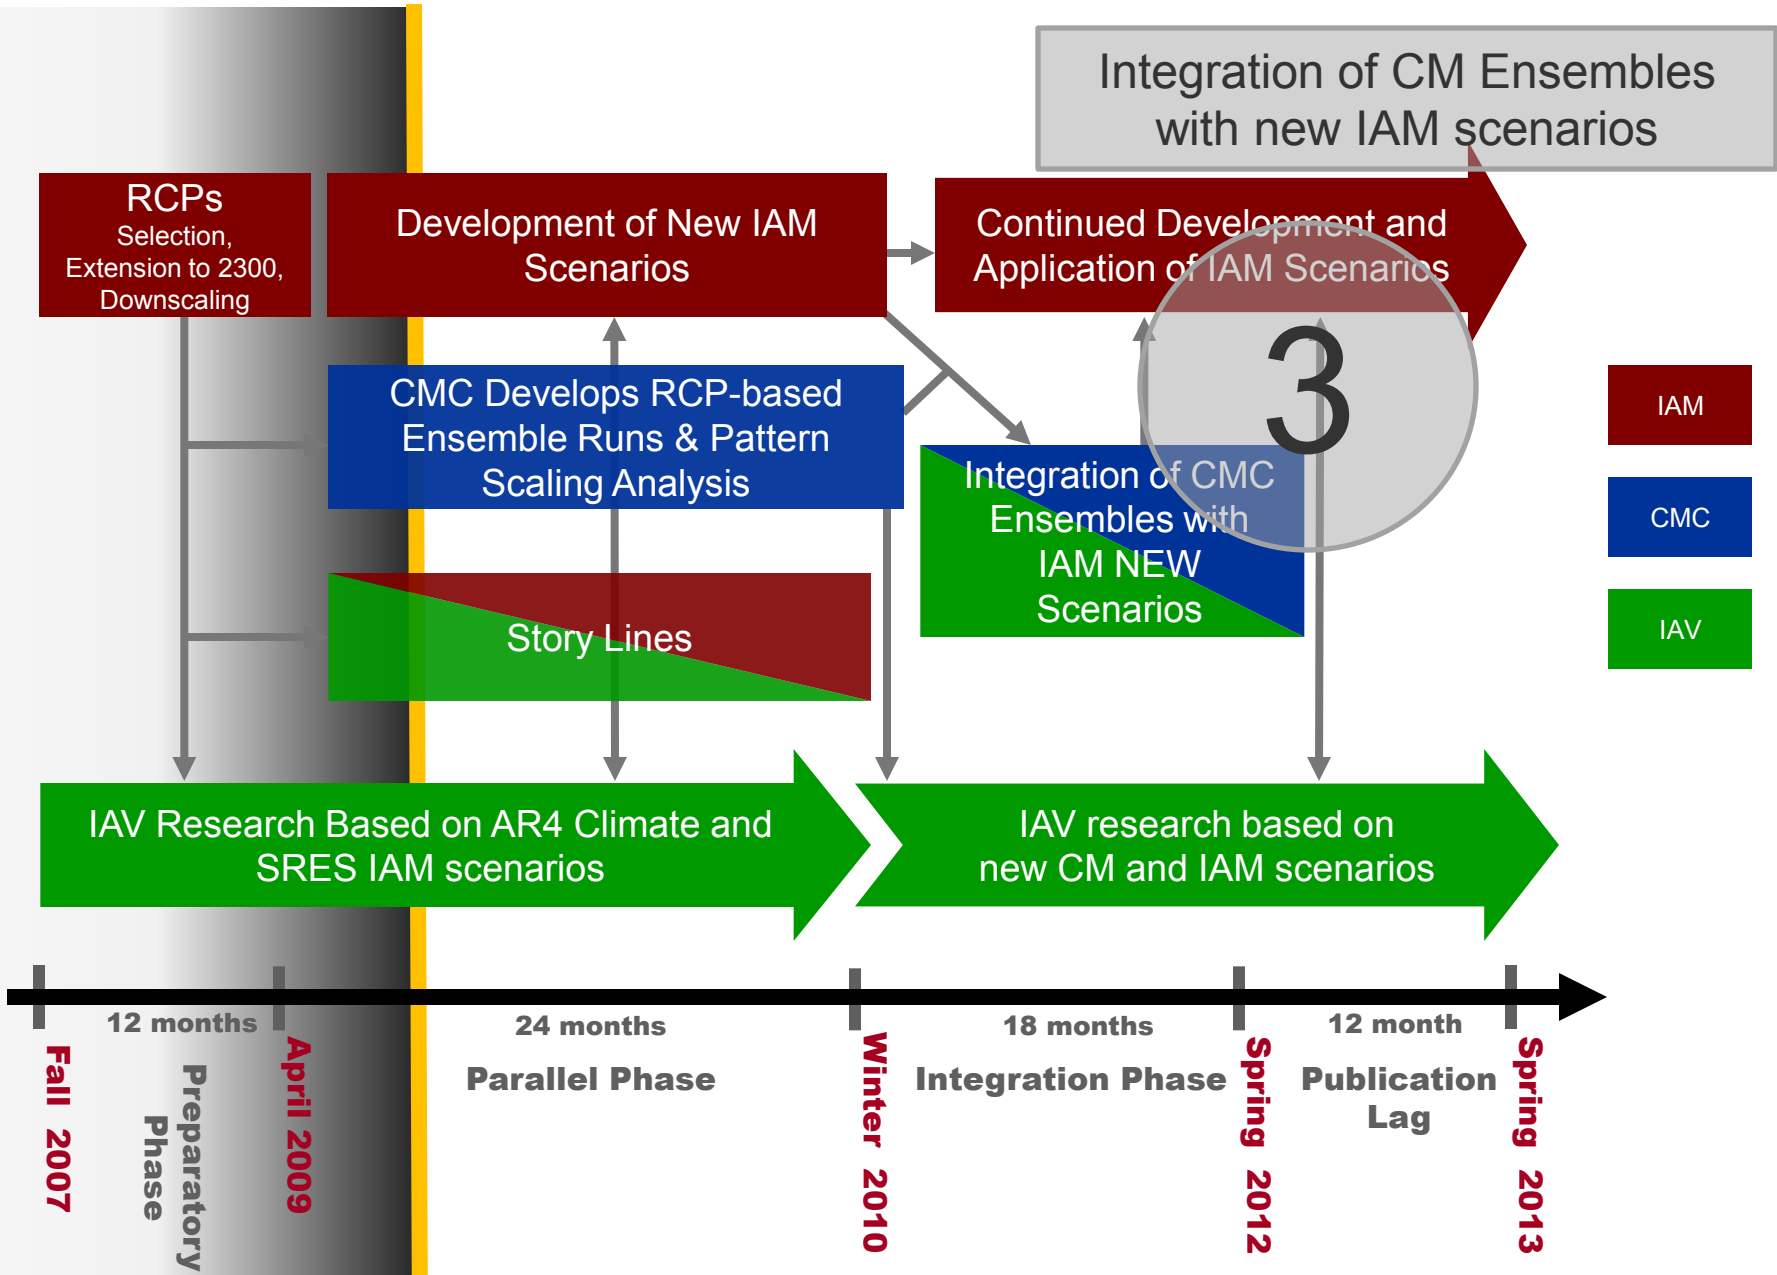 Integration of CM Ensembles
with new IAM scenarios
RCPs
Selection,
Extension to 2300,
Downscaling
Development of New IAM
Scenarios
Continued Development and
Application of IAM Scenarios
3
CMC Develops RCP-based
Ensemble Runs & Pattern
Scaling Analysis
Integration of CMC
Ensembles with
IAM NEW
Scenarios
Story Lines
IAM
CMC
IAV
IAV Research Based on AR4 Climate and
SRES IAM scenarios
IAV research based on
new CM and IAM scenarios
12 months
24 months
18 months
12 month
Fall 2007
Preparatory
Phase
April 2009
Parallel Phase
Winter 2010
Integration Phase
Spring 2012
Publication
Lag
Spring 2013